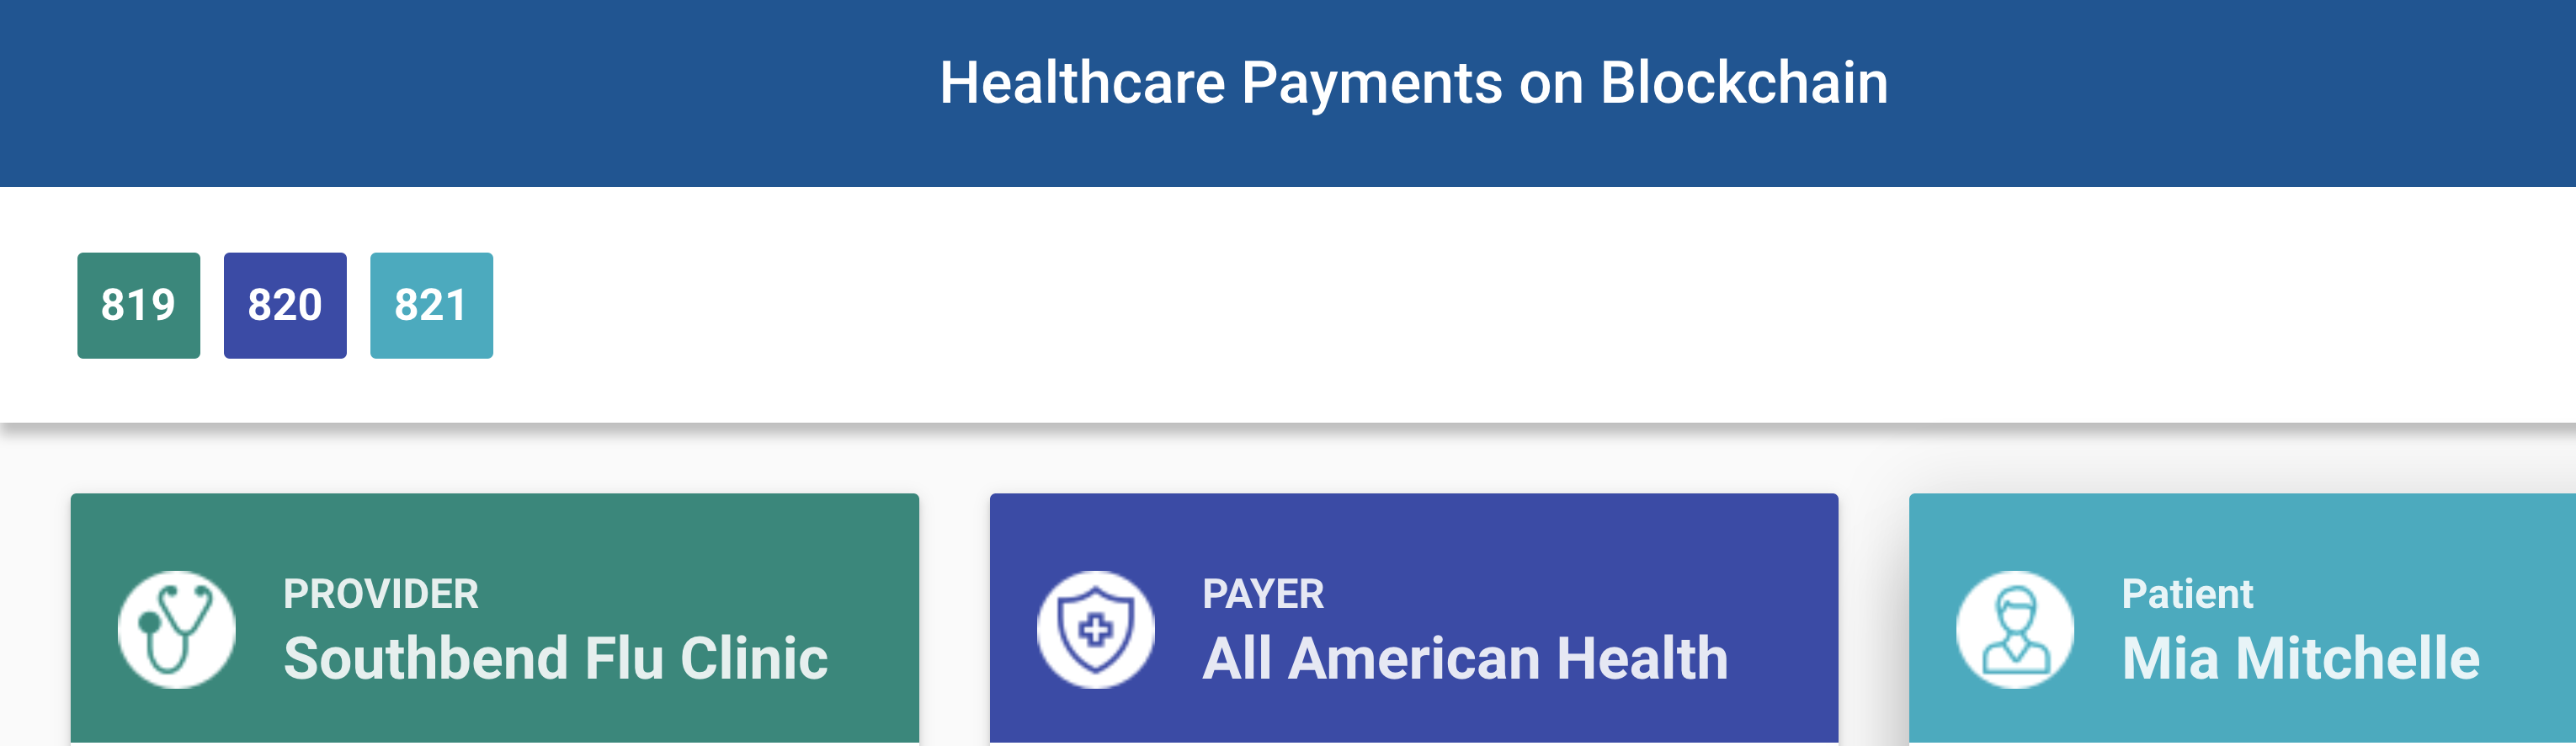 Healthcare Payments on Blockchain
819 820 821
PROVIDER
Southbend Flu Clinic
PAYER
All American Health
Patient
Mia Mitchelle